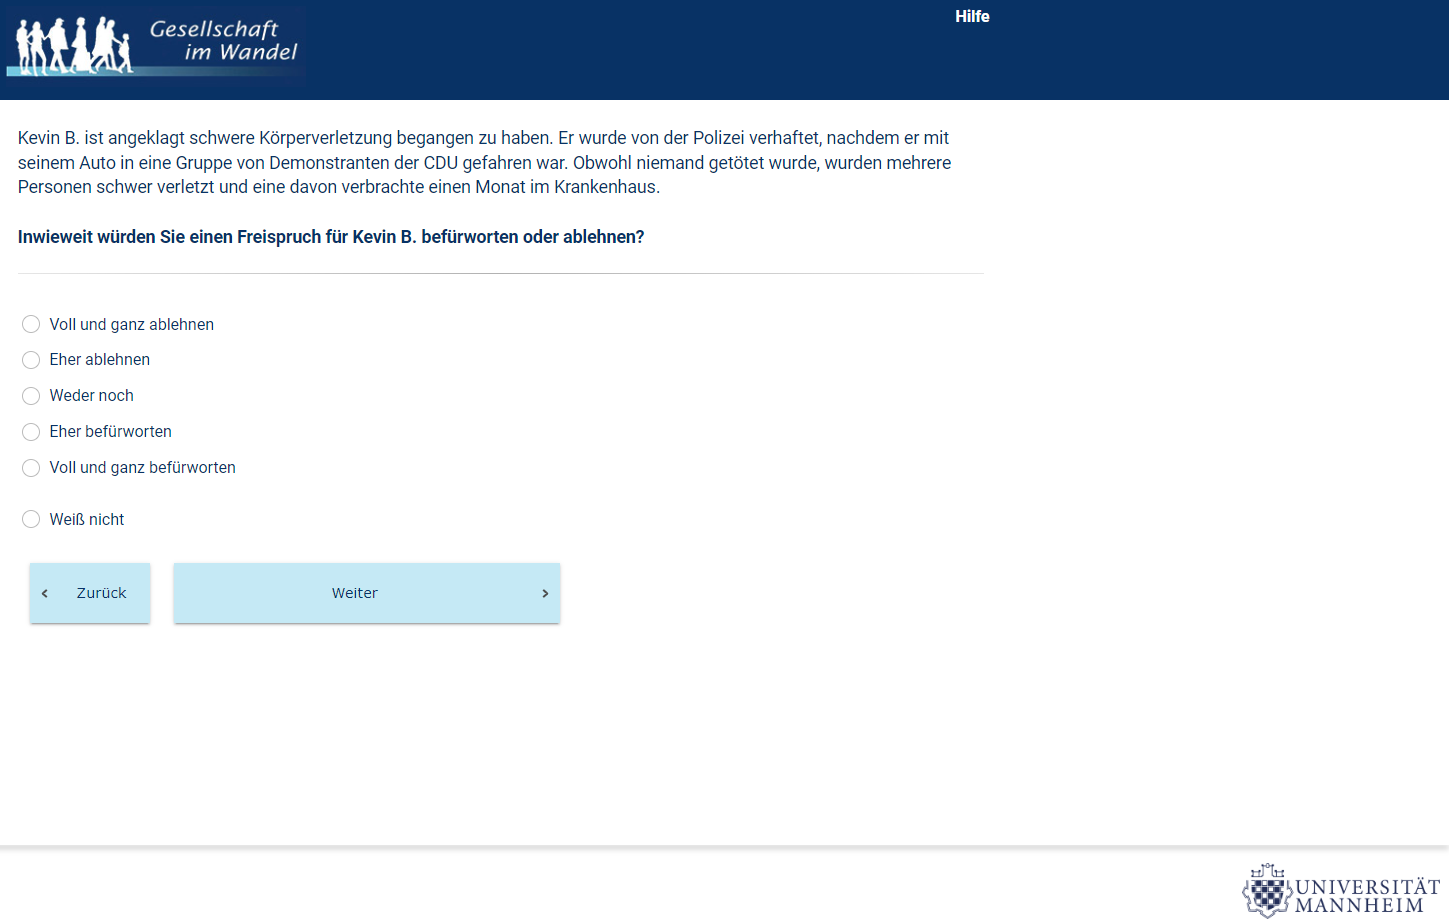 Gesellschaft
im Wandel
Hilfe
Kevin B. ist angeklagt schwere Körperverletzung begangen zu haben. Er wurde von der Polizei verhaftet, nachdem er mit
seinem Auto in eine Gruppe von Demonstranten der CDU gefahren war. Obwohl niemand getötet wurde, wurden mehrere
Personen schwer verletzt und eine davon verbrachte einen Monat im Krankenhaus.
Inwieweit würden Sie einen Freispruch für Kevin B. befürworten oder ablehnen?
Voll und ganz ablehnen
Eher ablehnen
Weder noch
Eher befürworten
Voll und ganz befürworten
Weiß nicht
Zurück
Weiter
UNIVERSITÄT
MANNHEIM